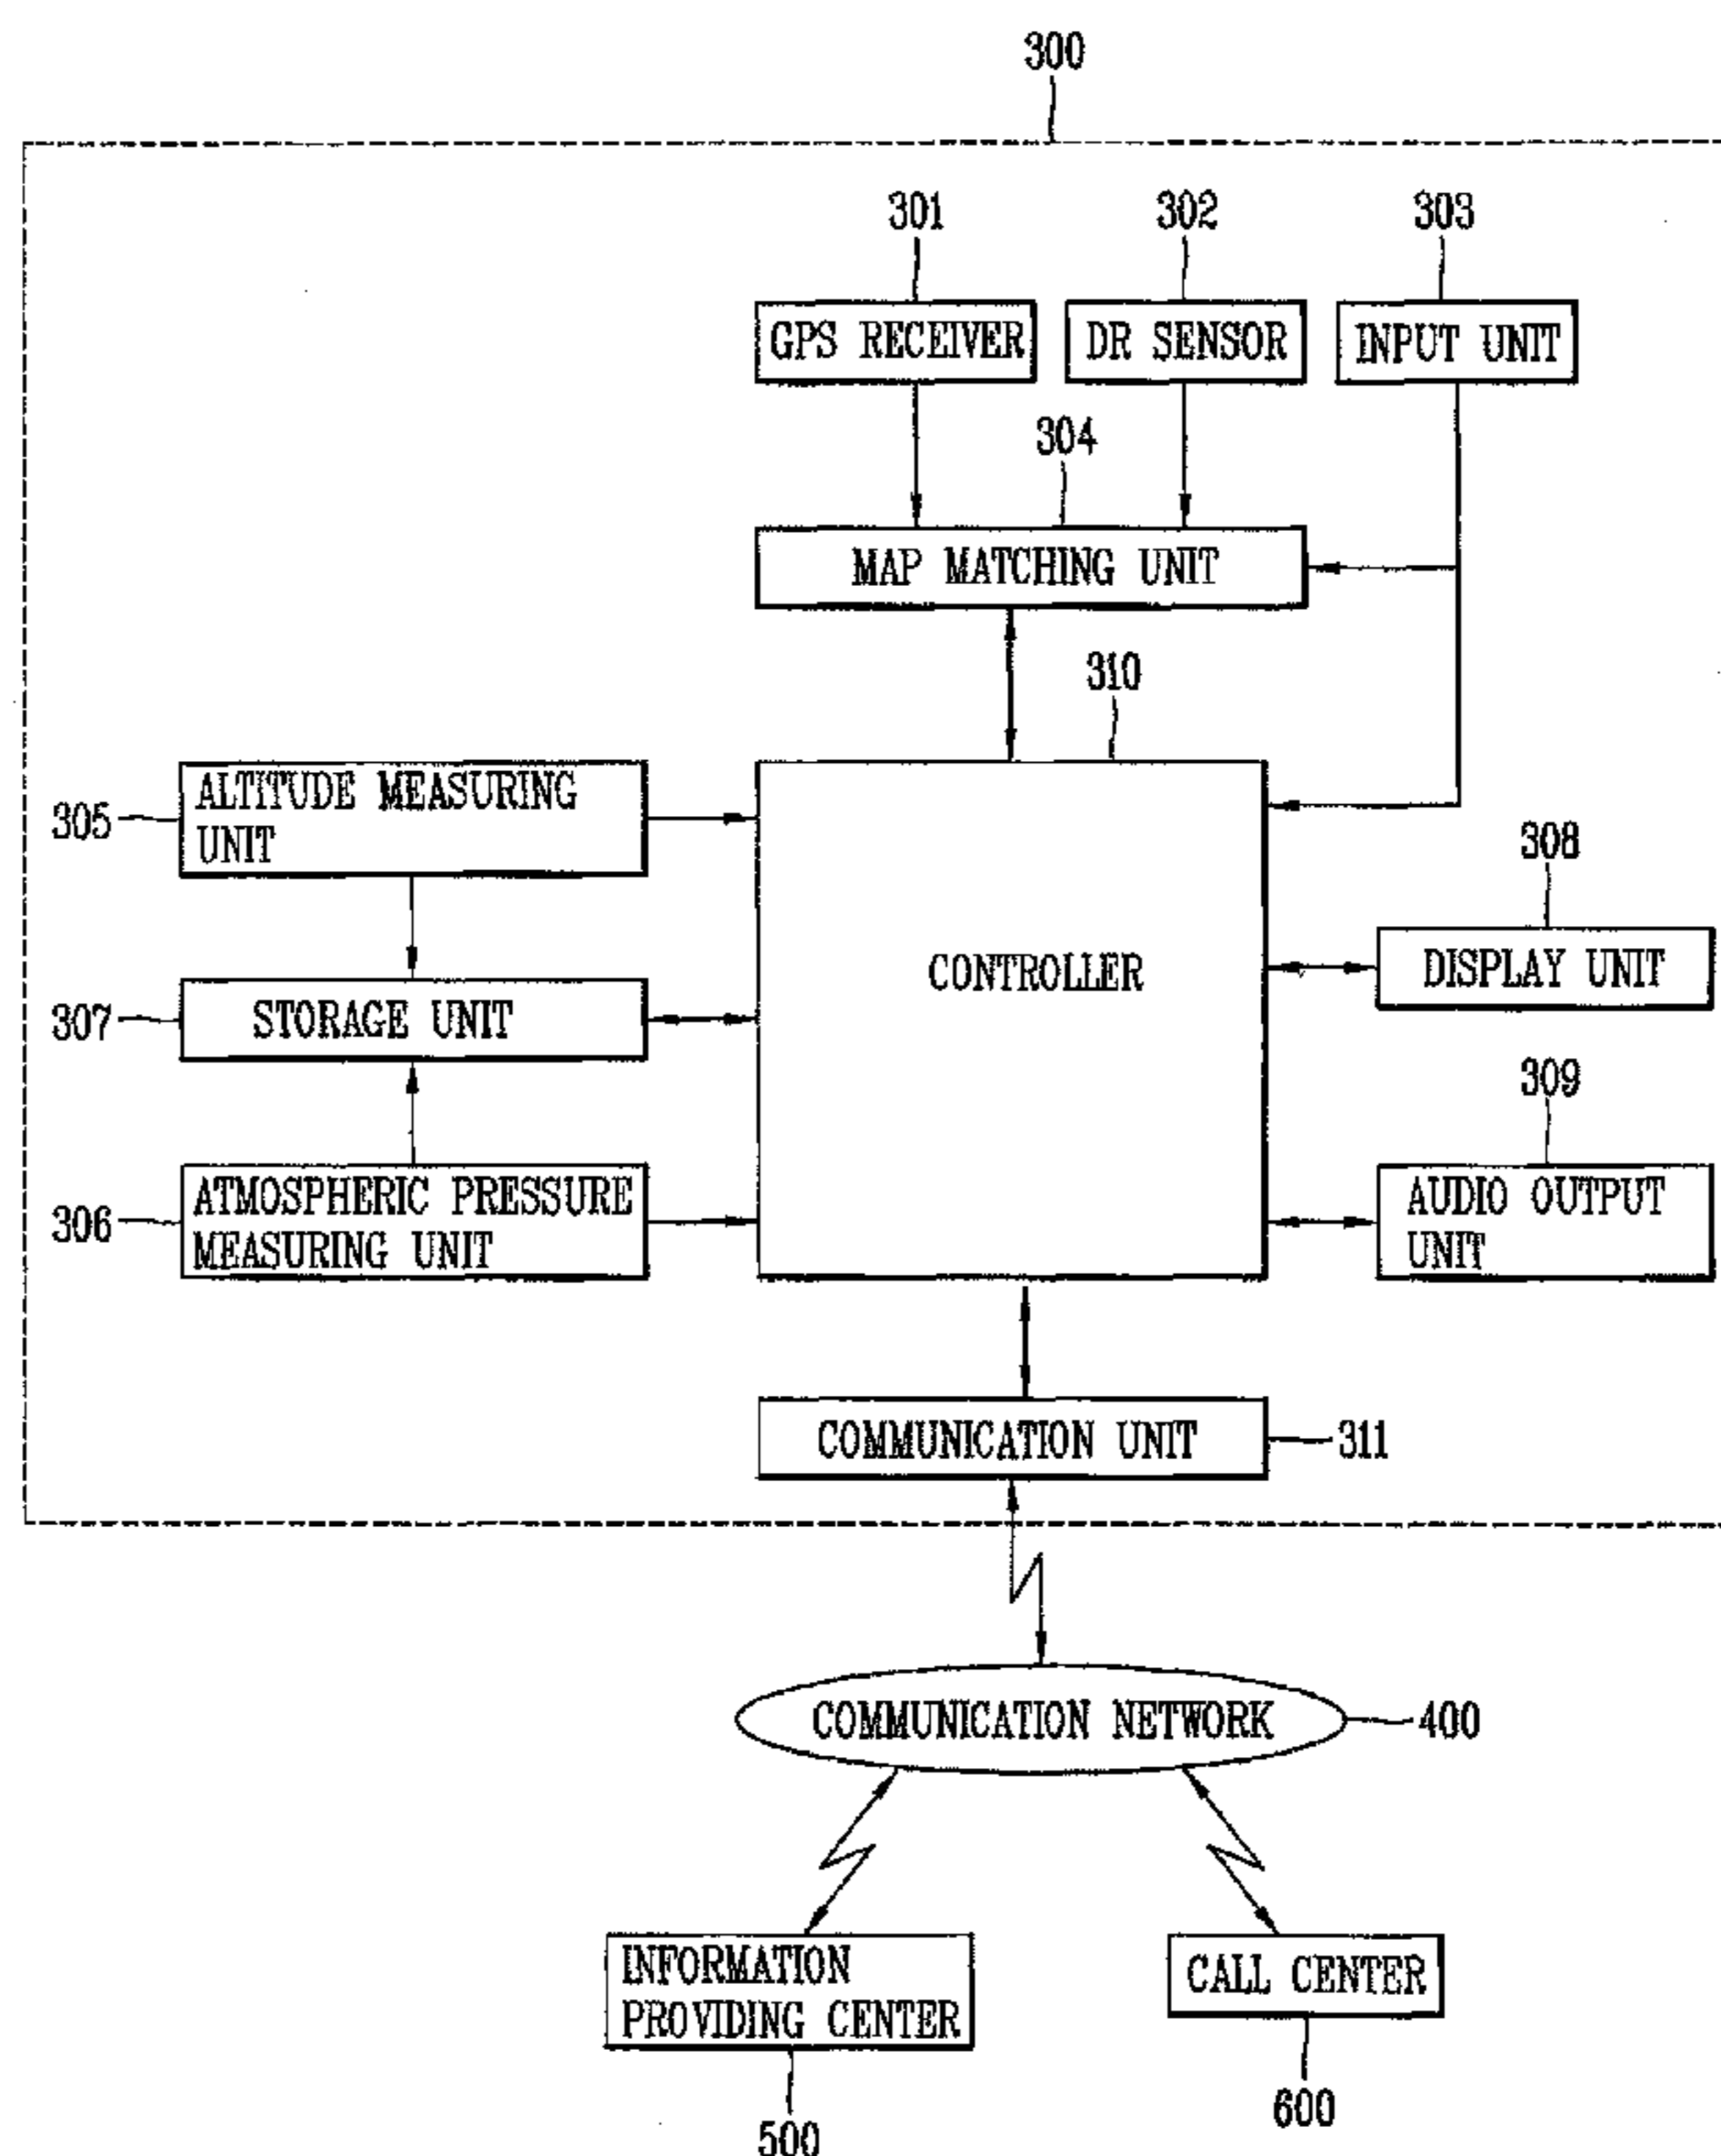 300
301
302
303
GPS RECEIVER
DR SENSOR
INPUT UNIT
304
MAP MATCHING UNIT
310
305
ALTITUDE MEASURING
UNIT
308
CONTROLLER
DISPLAY UNIT
307
STORAGE UNIT
309
306
ATMOSPHERIC PRESSURE
MEASURING UNIT
AUDIO OUTPUT
UNIT
COMMUNICATION UNIT
311
COMMUNICATION NETWORK
400
INFORMATION
PROVIDING CENTER
CALL CENTER
500
600